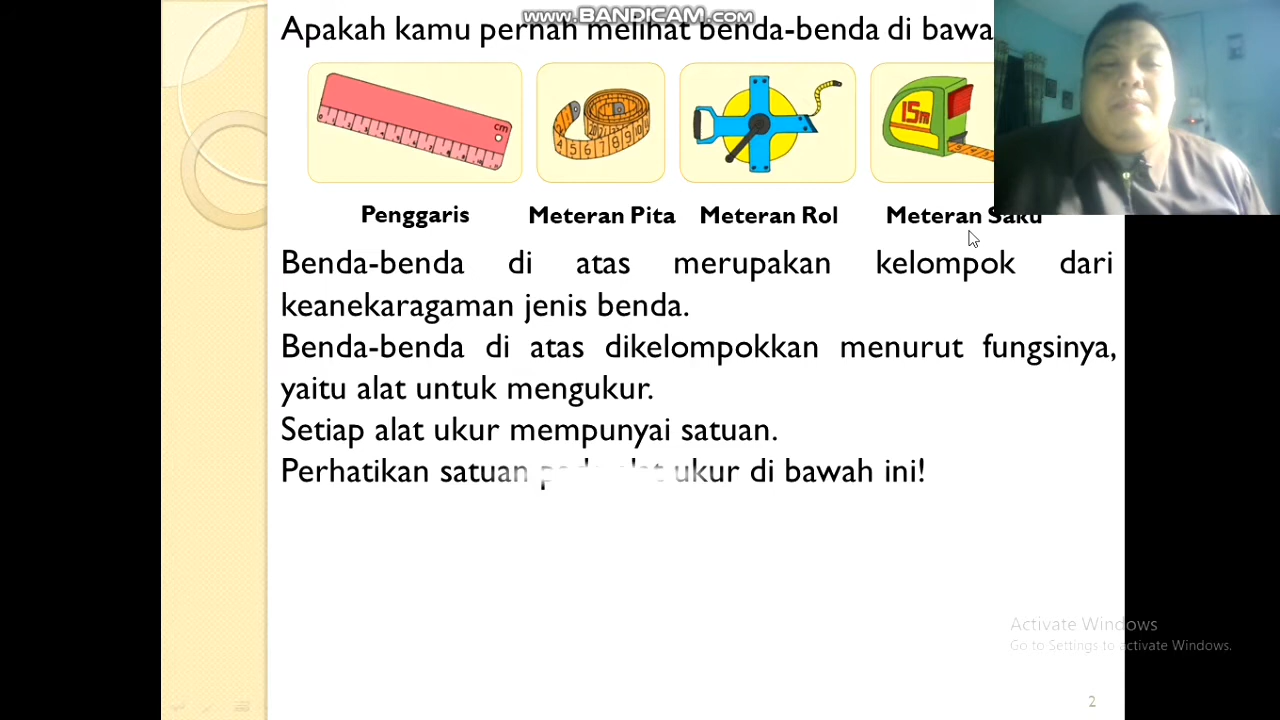 www.BANDICAM.com
Apakah kamu pernah melihat benda-benda di
cm
15m
Penggaris Meteran Pita Meteran Rol Meteran Saku
Benda-benda di atas merupakan kelompok dari
keanekaragaman jenis benda.
Benda-benda di atas dikelompokkan menurut fungsinya,
yaitu alat untuk mengukur.
Setiap alat ukur mempunyai satuan.
Perhatikan satuan pada alat ukur di bawah ini!
Activate Windows
Go to Settings to activate Windows.
2